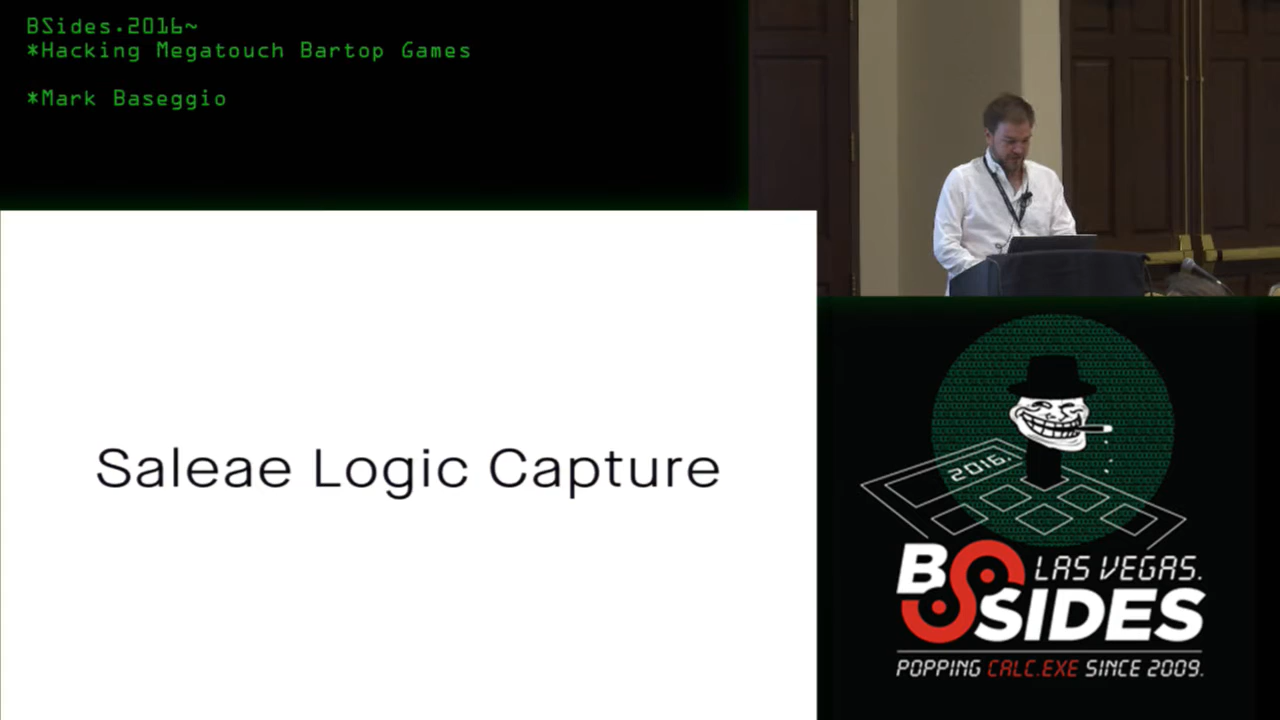 BSides.2016~
*Hacking Megatouch Bartop Games
*Mark Baseggio
Saleae Logic Capture
2016.
BSIDES
LAS VEGAS.
POPPING CALC.EXE SINCE 2009.